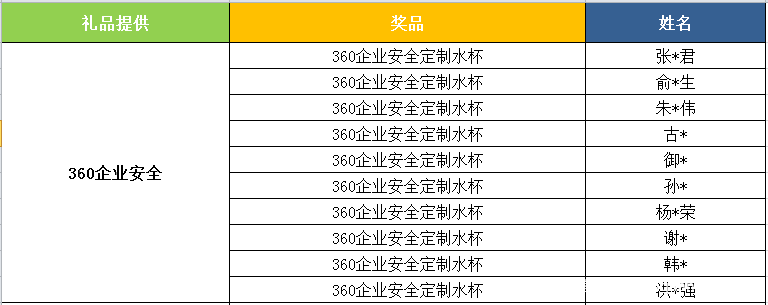 礼品提供 奖品 姓名
360企业安全定制水杯 张*君
360企业安全定制水杯 俞*生
360企业安全定制水杯 朱*伟
360企业安全定制水杯 古*
360企业安全 360企业安全定制水杯 御*
360企业安全定制水杯 孙*
360企业安全定制水杯 杨*荣
360企业安全定制水杯 谢*
360企业安全定制水杯 韩*
360企业安全定制水杯 洪*强